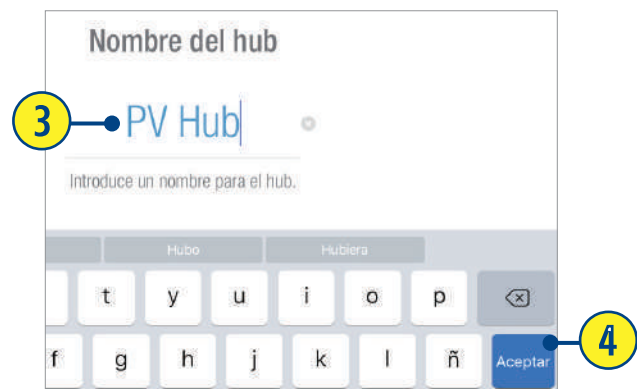 Nombre del hub
3 PV Hub
Introduce un nombre para el hub.
Hubo Hubiera
t y u i o p
f g h j k l ñ Aceptar 4